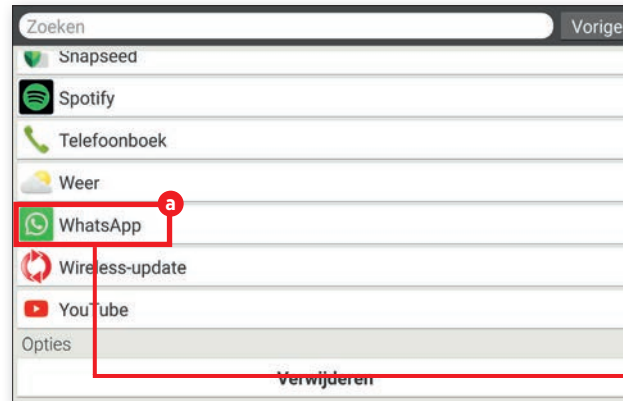 Zoeken
Vorige
Snapseed
Spotify
Telefoonboek
Weer
a
WhatsApp
Wireless-update
YouTube
Opties
Verwijderen